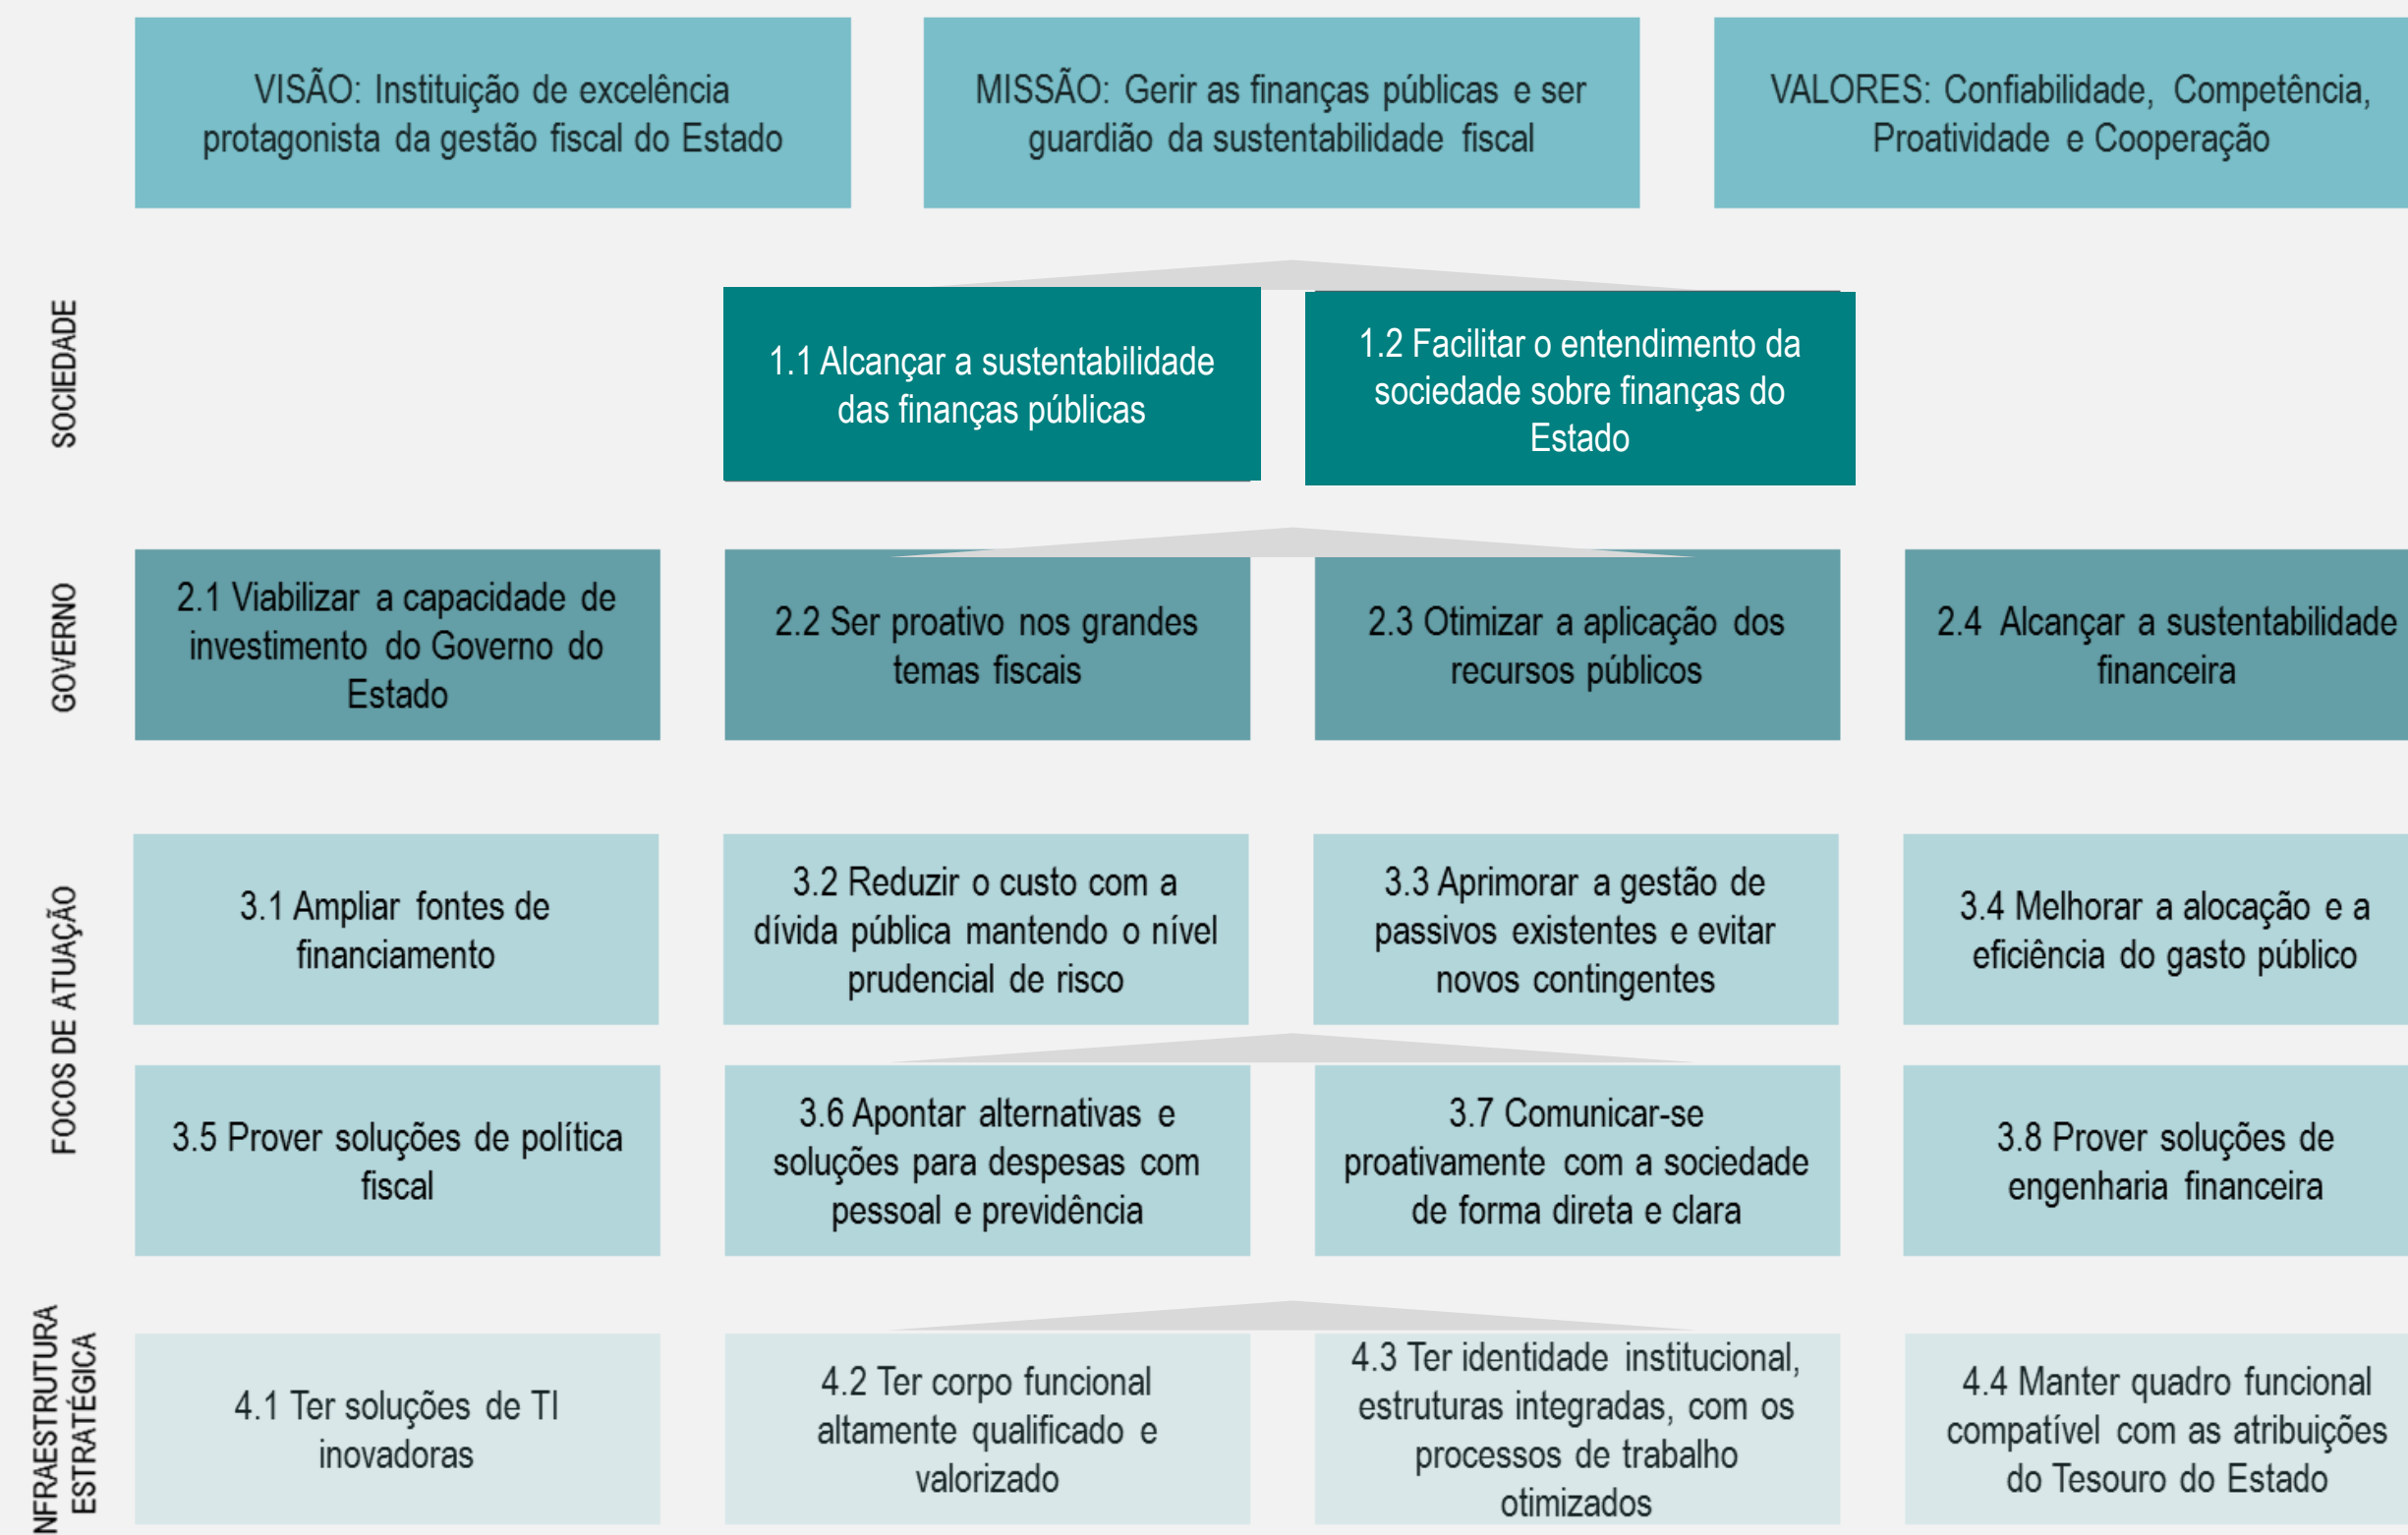 VISÃO: Instituição de excelência
protagonista da gestão fiscal do Estado
MISSÃO: Gerir as finanças públicas e ser
guardião da sustentabilidade fiscal
VALORES: Confiabilidade, Competência,
Proatividade e Cooperação
SOCIEDADE
1.1 Alcançar a sustentabilidade
das finanças públicas
1.2 Facilitar o entendimento da
sociedade sobre finanças do
Estado
GOVERNO
2.1 Viabilizar a capacidade de
investimento do Governo do
Estado
2.2 Ser proativo nos grandes
temas fiscais
2.3 Otimizar a aplicação dos
recursos públicos
2.4 Alcançar a sustentabilidade
financeira
FOCOS DE ATUAÇÃO
3.1 Ampliar fontes de
financiamento
3.2 Reduzir o custo com a
dívida pública mantendo o nível
prudencial de risco
3.3 Aprimorar a gestão de
passivos existentes e evitar
novos contingentes
3.4 Melhorar a alocação e a
eficiência do gasto público
3.5 Prover soluções de política
fiscal
3.6 Apontar alternativas e
soluções para despesas com
pessoal e previdência
3.7 Comunicar-se
proativamente com a sociedade
de forma direta e clara
3.8 Prover soluções de
engenharia financeira
NFRAESTRUTURA
ESTRATÉGICA
4.1 Ter soluções de TI
inovadoras
4.2 Ter corpo funcional
altamente qualificado e
valorizado
4.3 Ter identidade institucional,
estruturas integradas, com os
processos de trabalho
otimizados
4.4 Manter quadro funcional
compatível com as atribuições
do Tesouro do Estado